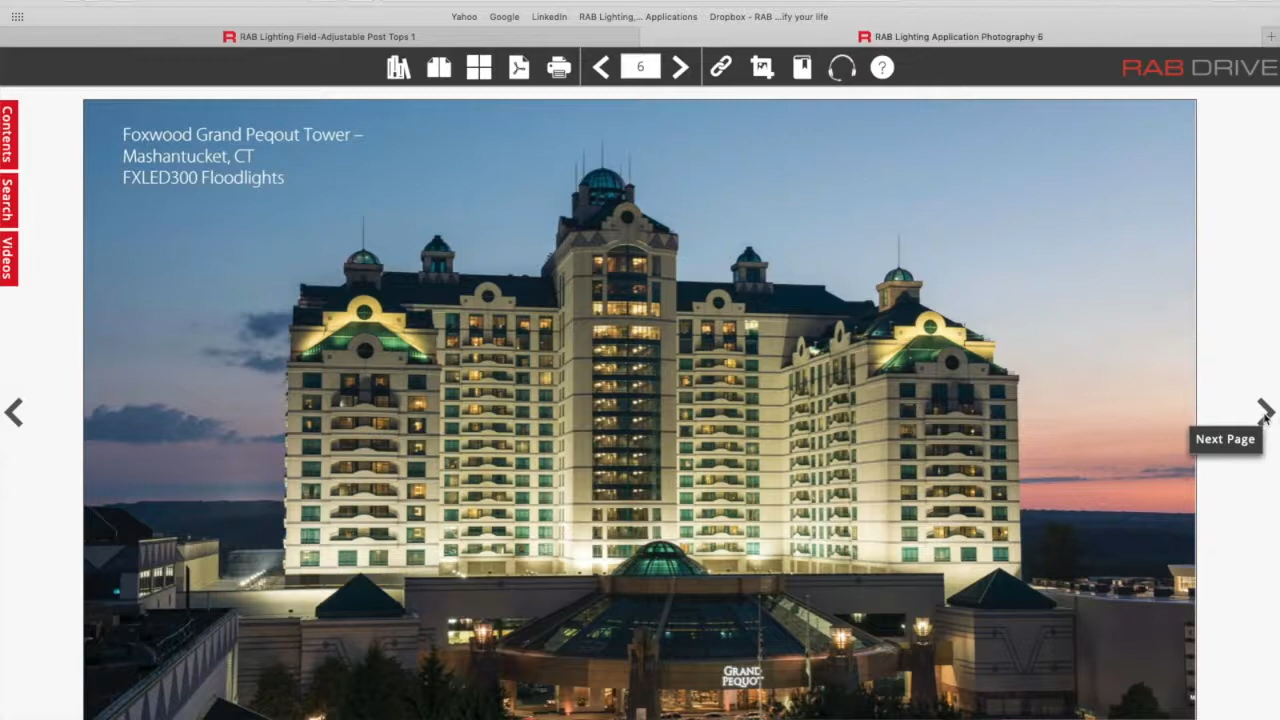 Yahoo Google LinkedIn RAB Lighting,... Applications Dropbox - RAB ...ify your life
RAB Lighting Field-Adjustable Post Tops 1
RAB Lighting Application Photography 6
6
?
RAB DRIVE
Contents
Search
Videos
Foxwood Grand Peqout Tower –
Mashantucket, CT
FXLED300 Floodlights
Next Page
GRAND
PEQUOT